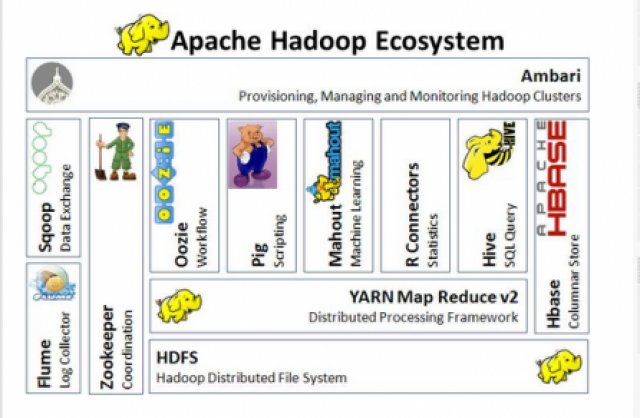 Apache Hadoop Ecosystem
Ambari
Provisioning, Managing and Monitoring Hadoop Clusters
sqoop
Sqoop
Data Exchange
Flume
Log Collector
Zookeeper
Coordination
OOZIE
Oozie
Workflow
Pig
Scripting
mahout
Mahout
Machine Learning
R Connectors
Statistics
HIVE
Hive
SQL Query
APACHE
HBASE
Hbase
Columnar Store
YARN Map Reduce v2
Distributed Processing Framework
HDFS
Hadoop Distributed File System